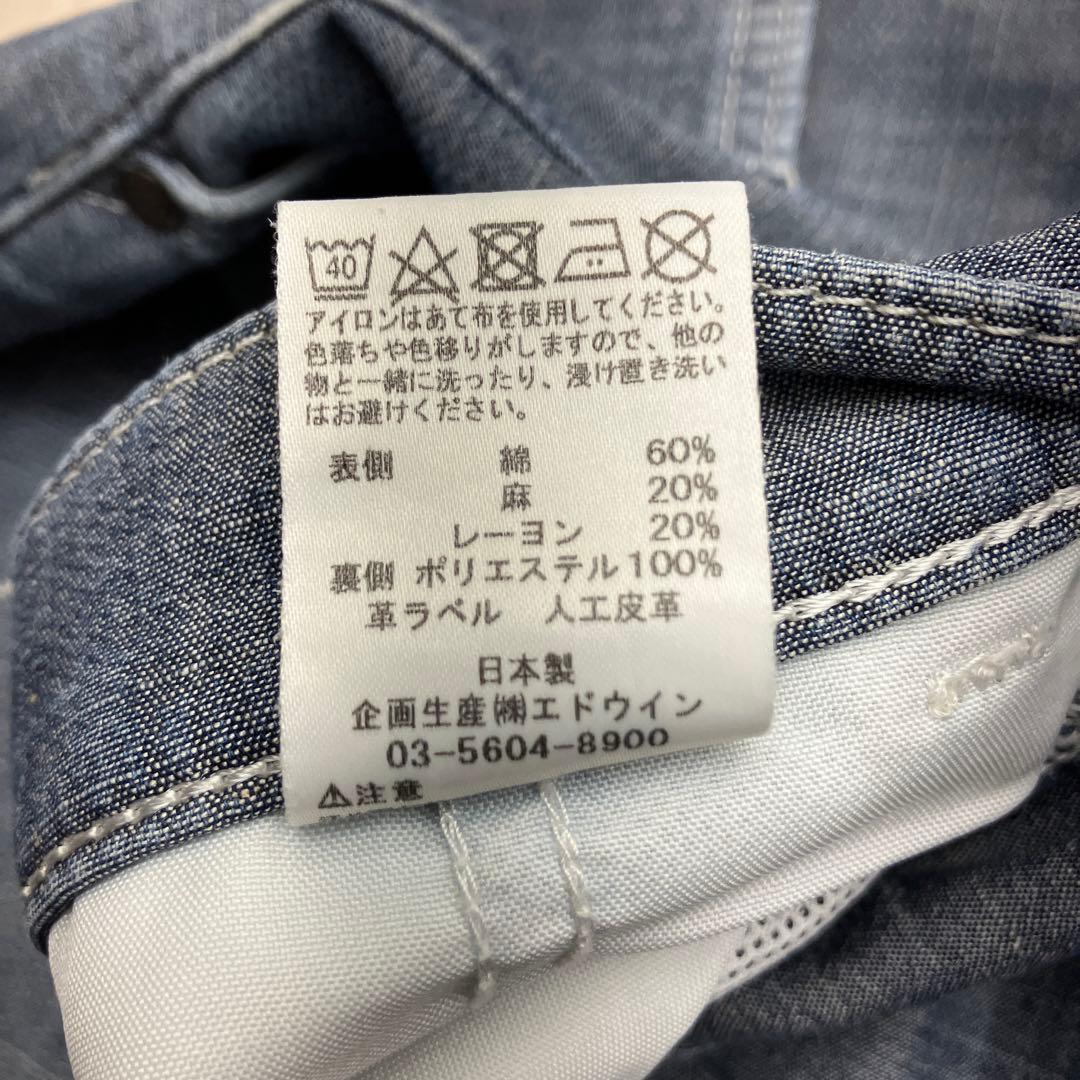 40
アイロンはあて布を使用してください。
色落ちや色移りがしますので、他の
物と一緒に洗ったり、浸け置き洗い
はお避けください。
表側 綿 60%
麻 20%
レーヨン 20%
裏側 ポリエステル100%
革ラベル 人工皮革
日本製
企画生産㈱エドウイン
03-5604-8900
⚠注意